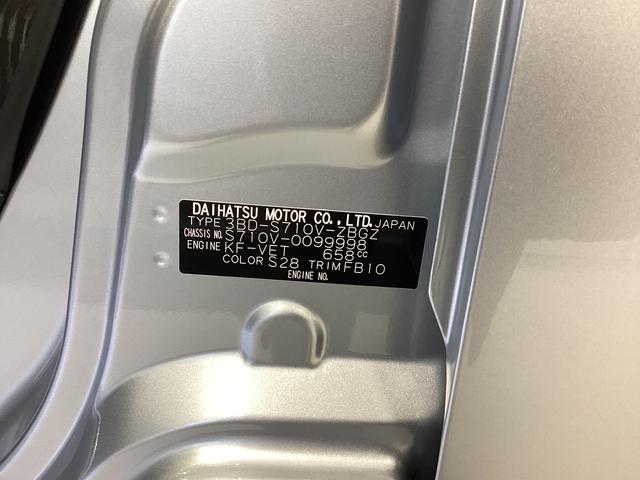 DAIHATSU MOTOR CO., LTD. JAPAN
TYPE 3BD-S710V-ZBGZ
CHASSIS NO. S710V-0099998
ENGINE KF-VET 658cc
COLOR S28 TRIM FB10
ENGINE NO.